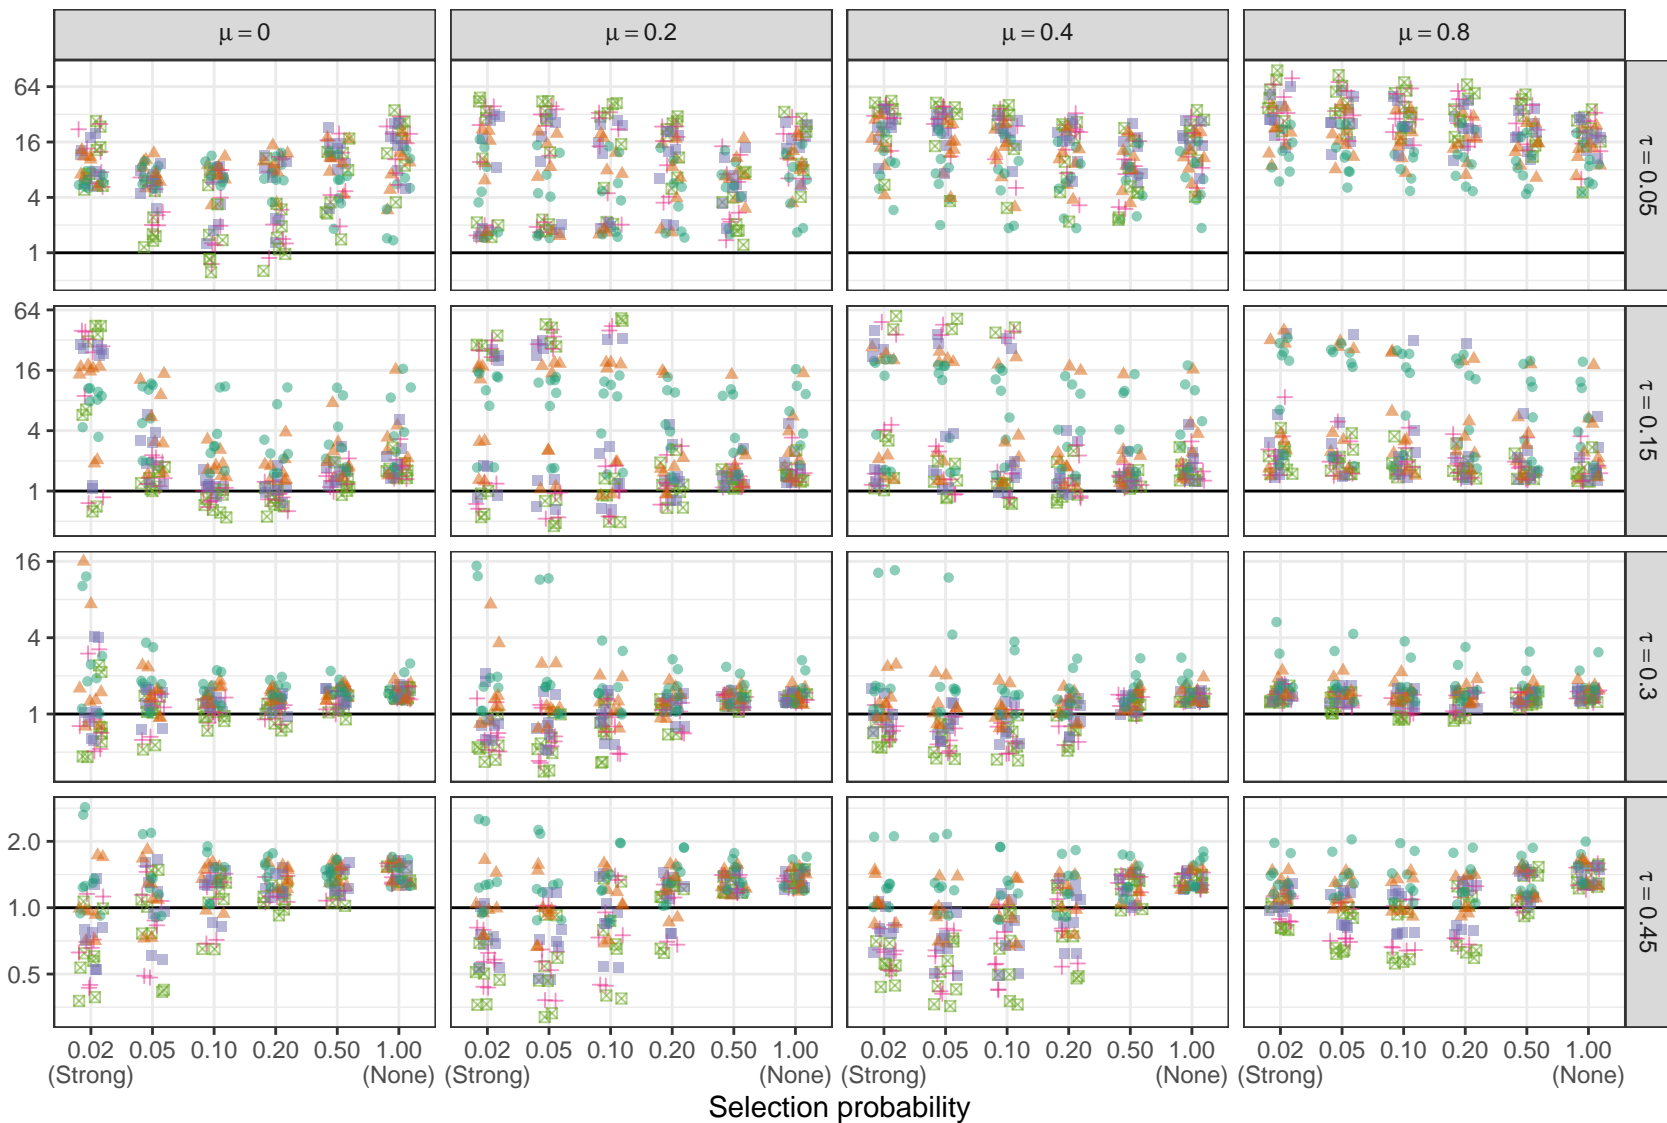 μ = 0
μ = 0.2
μ = 0.4
μ = 0.8
64
16
4
1
τ = 0.05
64
16
4
1
τ = 0.15
16
4
1
τ = 0.3
2.0
1.0
0.5
τ = 0.45
0.02 0.05 0.10 0.20 0.50 1.00 0.02 0.05 0.10 0.20 0.50 1.00 0.02 0.05 0.10 0.20 0.50 1.00 0.02 0.05 0.10 0.20 0.50 1.00
(Strong) (None) (Strong) (None) (Strong) (None) (Strong) (None)
Selection probability